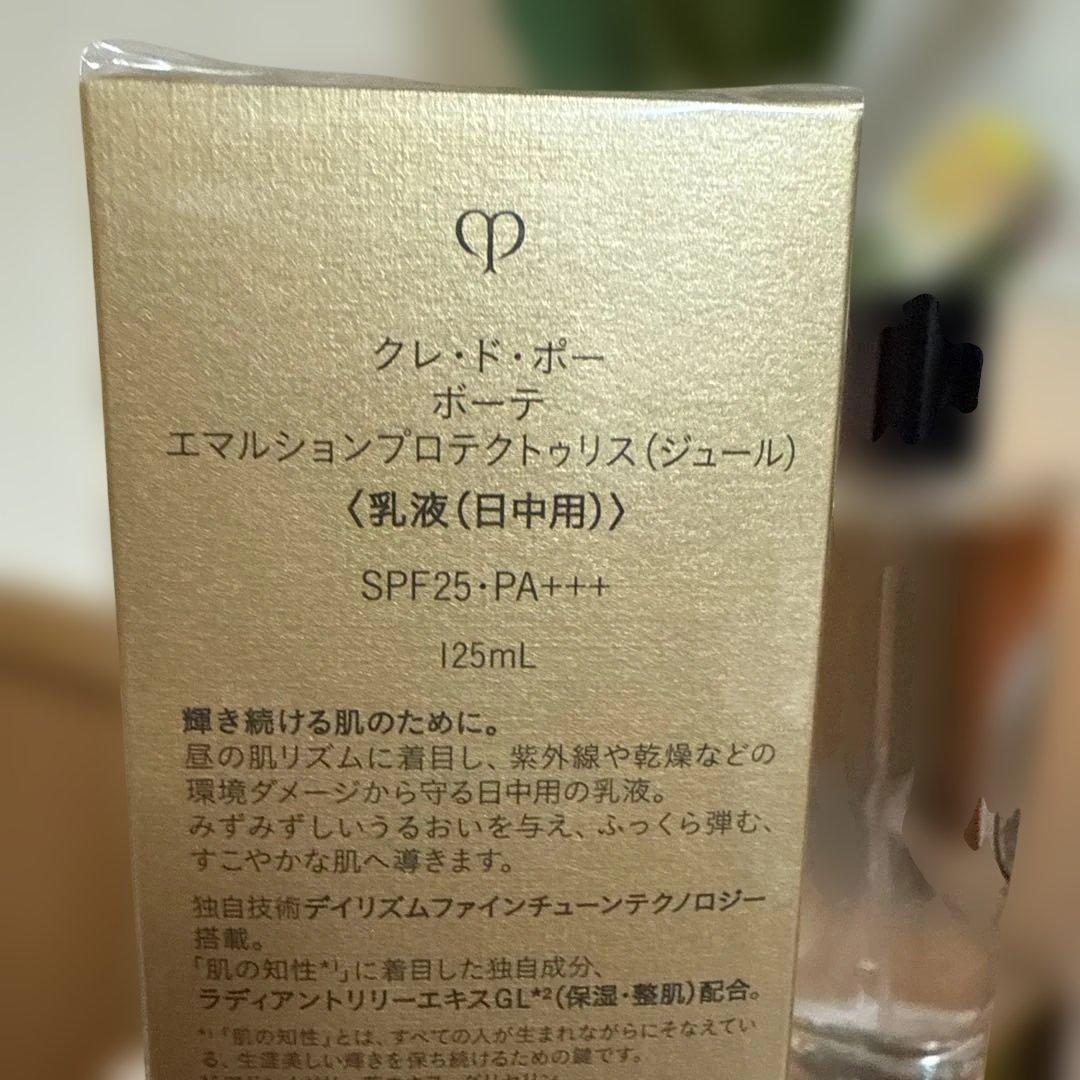 クレ・ド・ポー
ボーテ
エマルションプロテクトゥリス(ジュール)
〈乳液(日中用)〉
SPF25・PA+++
125mL
輝き続ける肌のために。
昼の肌リズムに着目し、紫外線や乾燥などの
環境ダメージから守る日中用の乳液。
みずみずしいうるおいを与え、ふっくら弾む、
すこやかな肌へ導きます。
独自技術デイリズムファインチューンテクノロジー
搭載。
「肌の知性*¹」に着目した独自成分、
ラディアントリリーエキスGL*²(保湿・整肌)配合。
*¹「肌の知性」とは、すべての人が生まれながらにそなえてい
る、生涯美しい輝きを保ち続けるための鍵です。